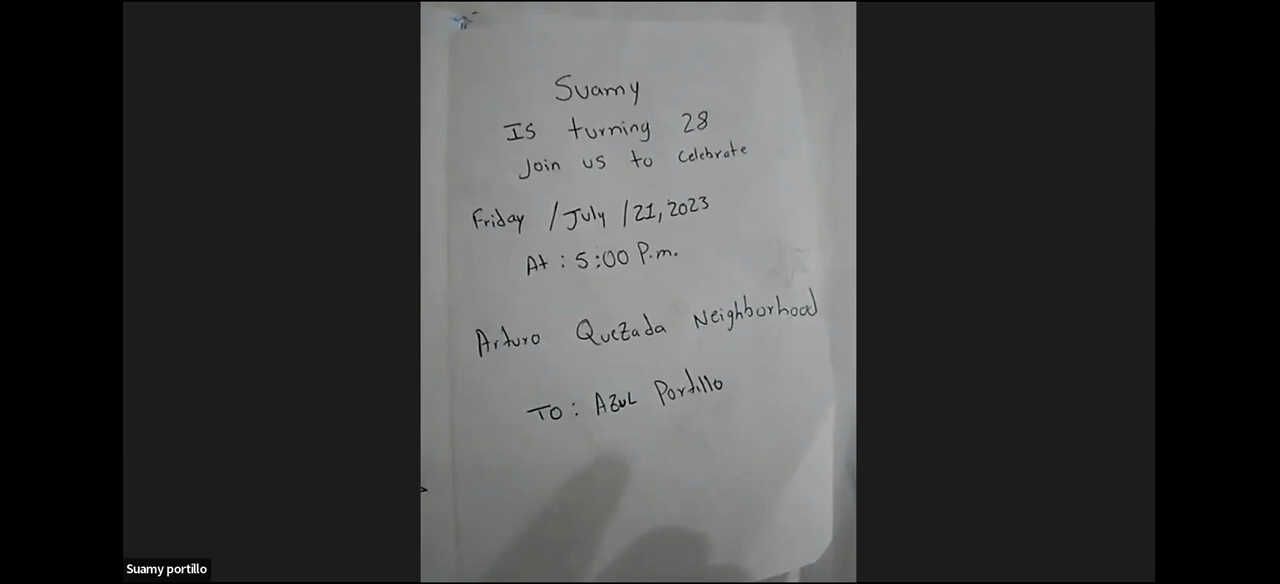 Suamy
Is turning 28
Join us to celebrate
Friday /July /21, 2023
At : 5:00 P.m.
Arturo Quezada Neighborhood
To : Azul Portillo
Suamy portillo